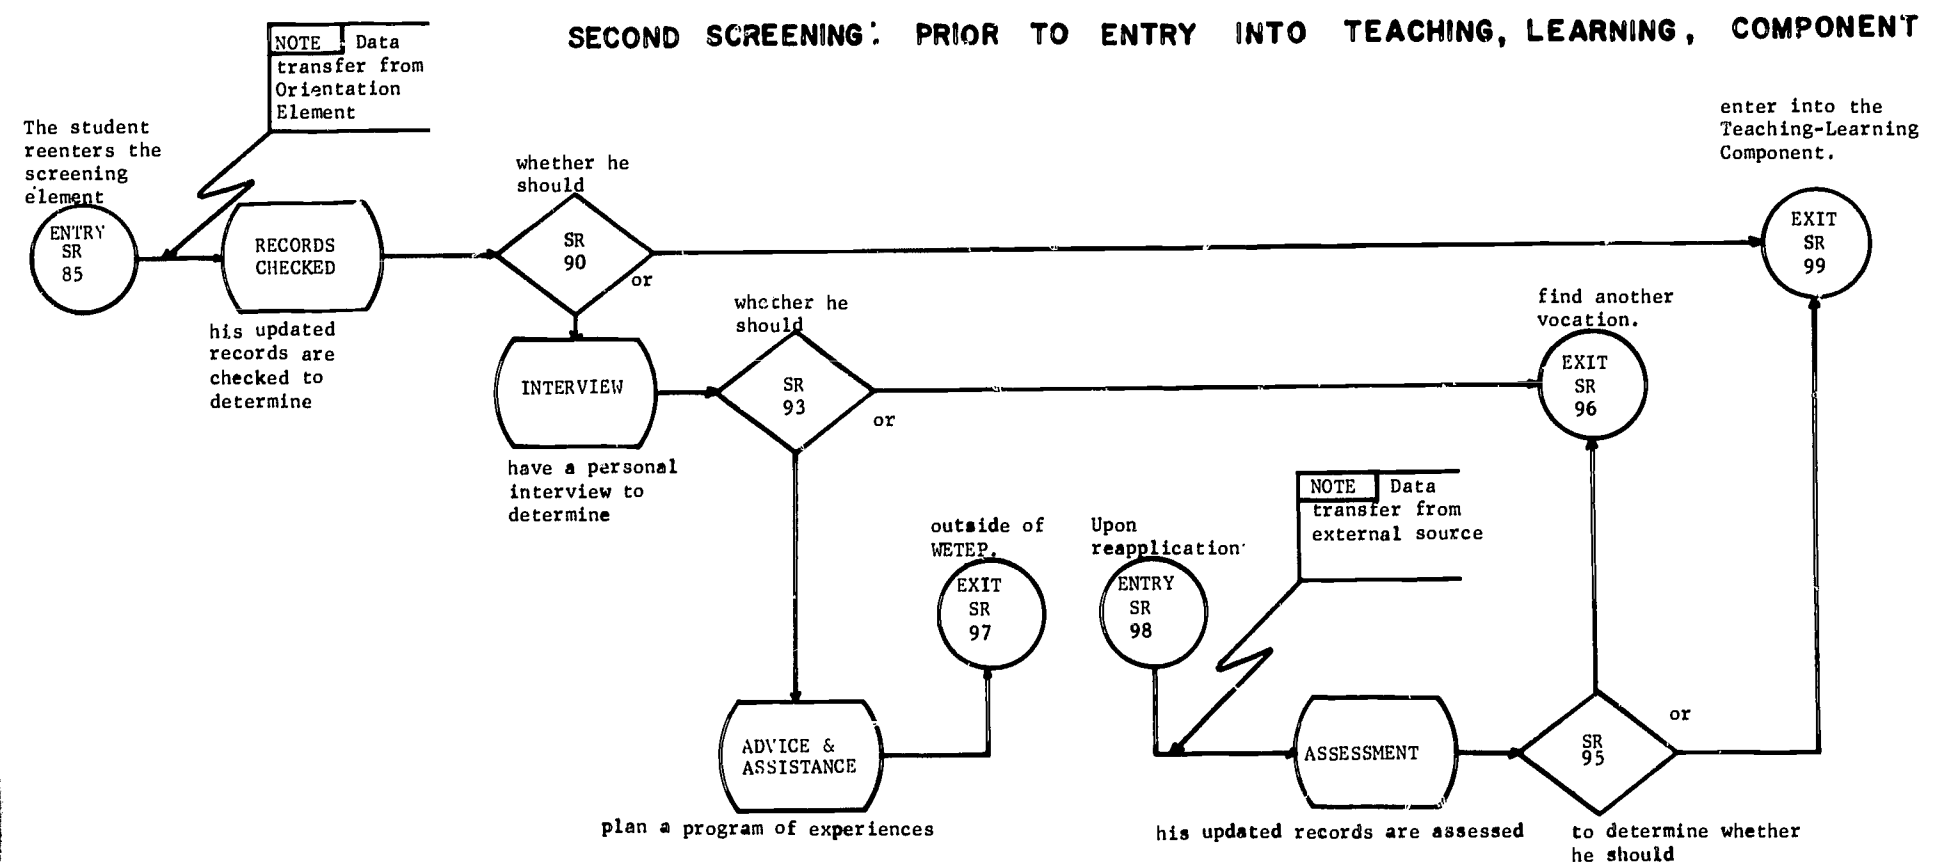 SECOND SCREENING: PRIOR TO ENTRY INTO TEACHING, LEARNING, COMPONENT
NOTE Data
transfer from
Orientation
Element
The student
reenters the
screening
element
ENTRY
SR
85
RECORDS
CHECKED
his updated
records are
checked to
determine
whether he
should
SR
90
or
enter into the
Teaching-Learning
Component.
EXIT
SR
99
INTERVIEW
have a personal
interview to
determine
whether he
should
SR
93
or
find another
vocation.
EXIT
SR
96
ADVICE &
ASSISTANCE
plan a program of experiences
outside of
WETEP.
EXIT
SR
97
Upon
reapplication
ENTRY
SR
98
NOTE Data
transfer from
external source
ASSESSMENT
his updated records are assessed
SR
95
or
to determine whether
he should